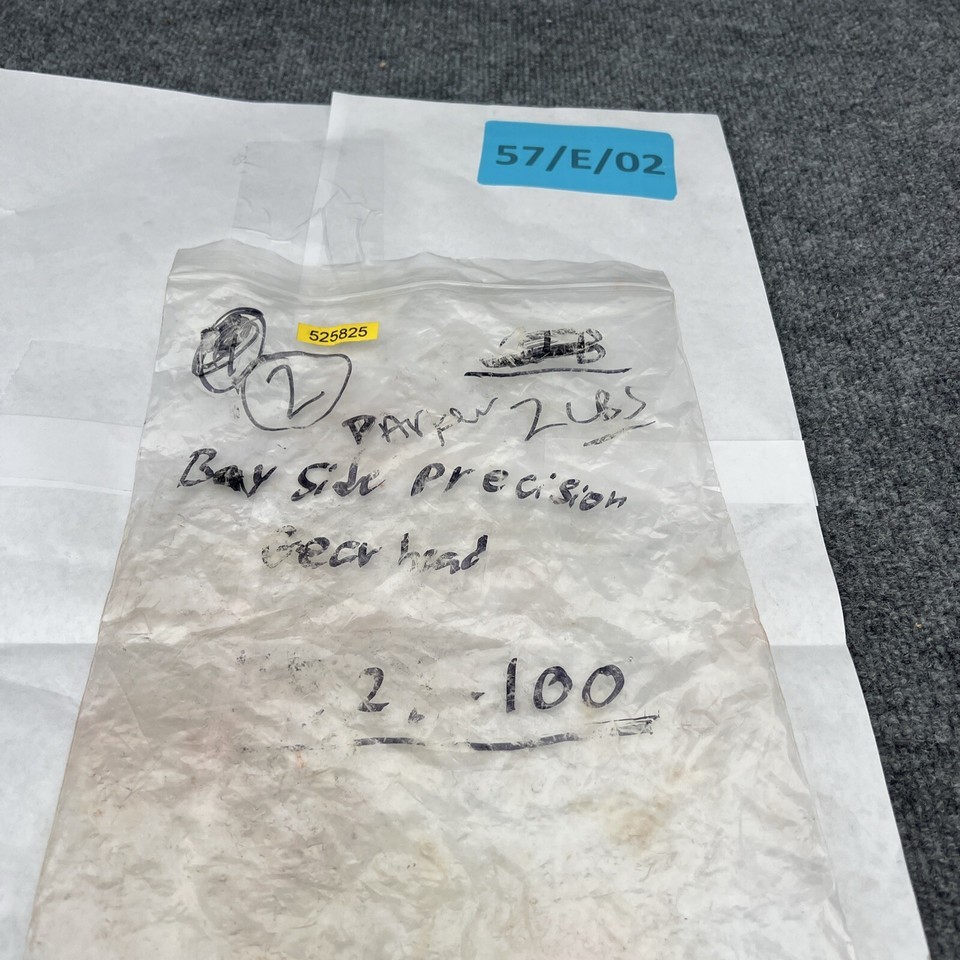 57/E/02
525825
2
Parker 2 LBS
Bay Side Precision
Gear head
2. -100